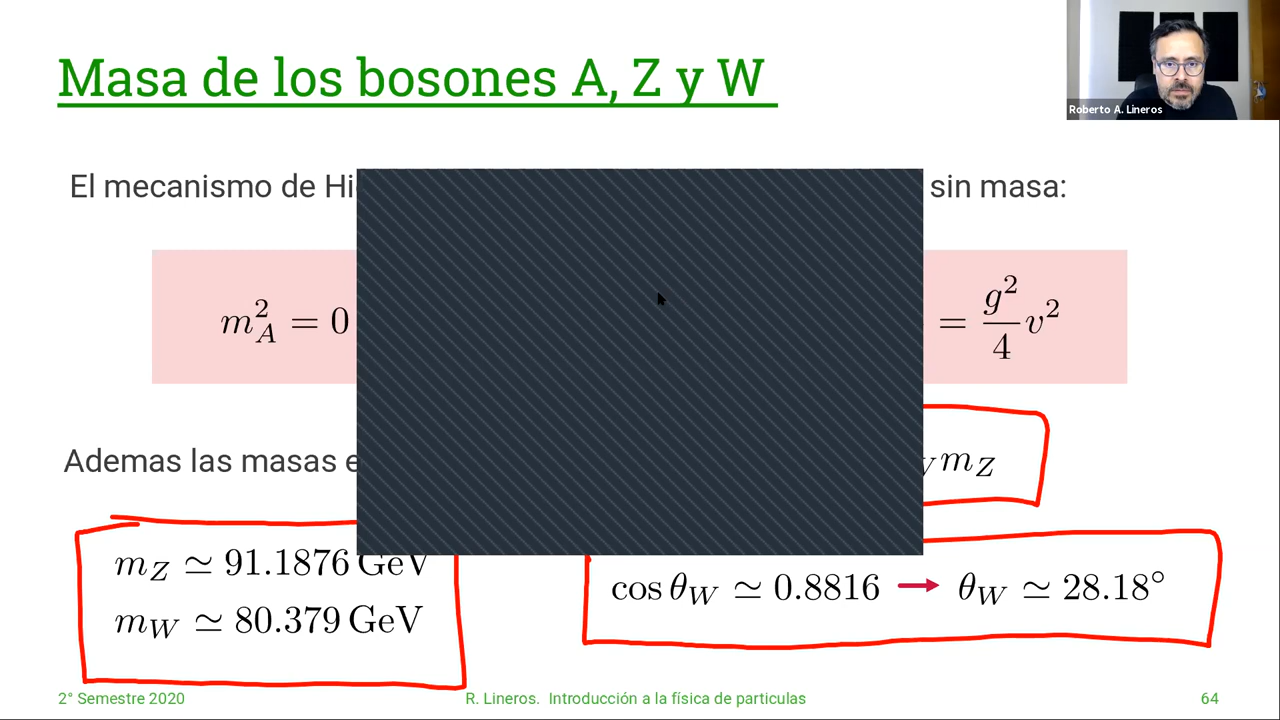 Masa de los bosones A, Z y W
Roberto A. Lineros
El mecanismo de sin masa:
m_A^2 = 0 = \frac{g^2}{4} v^2
Ademas las masas m_Z
m_Z ≃ 91.1876 GeV
m_W ≃ 80.379 GeV
cos θ_W ≃ 0.8816 → θ_W ≃ 28.18°
2° Semestre 2020 R. Lineros. Introducción a la física de particulas 64